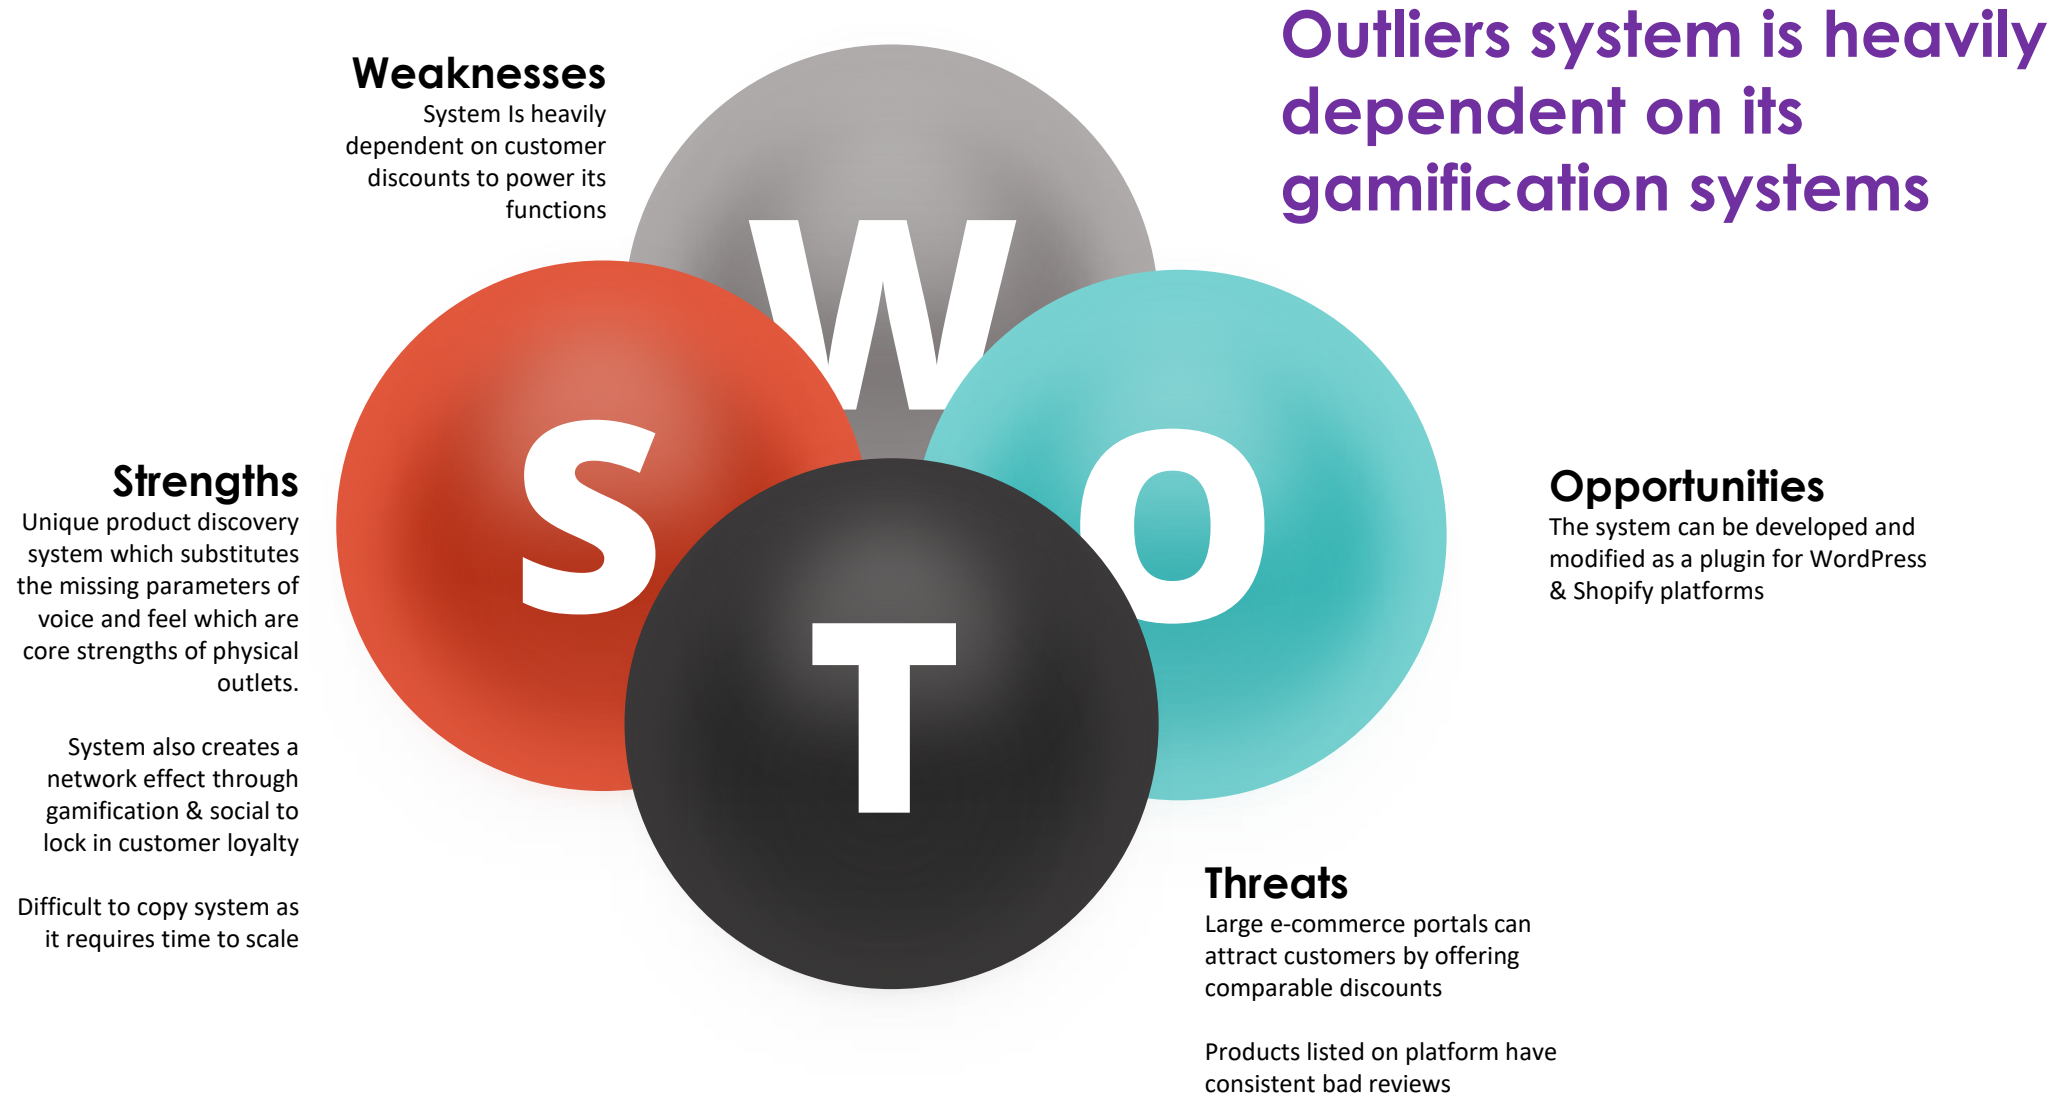 Outliers system is heavily
dependent on its
gamification systems
Weaknesses
System Is heavily
dependent on customer
discounts to power its
functions
W
S
O
T
Strengths
Unique product discovery
system which substitutes
the missing parameters of
voice and feel which are
core strengths of physical
outlets.
System also creates a
network effect through
gamification & social to
lock in customer loyalty
Difficult to copy system as
it requires time to scale
Opportunities
The system can be developed and
modified as a plugin for WordPress
& Shopify platforms
Threats
Large e-commerce portals can
attract customers by offering
comparable discounts
Products listed on platform have
consistent bad reviews